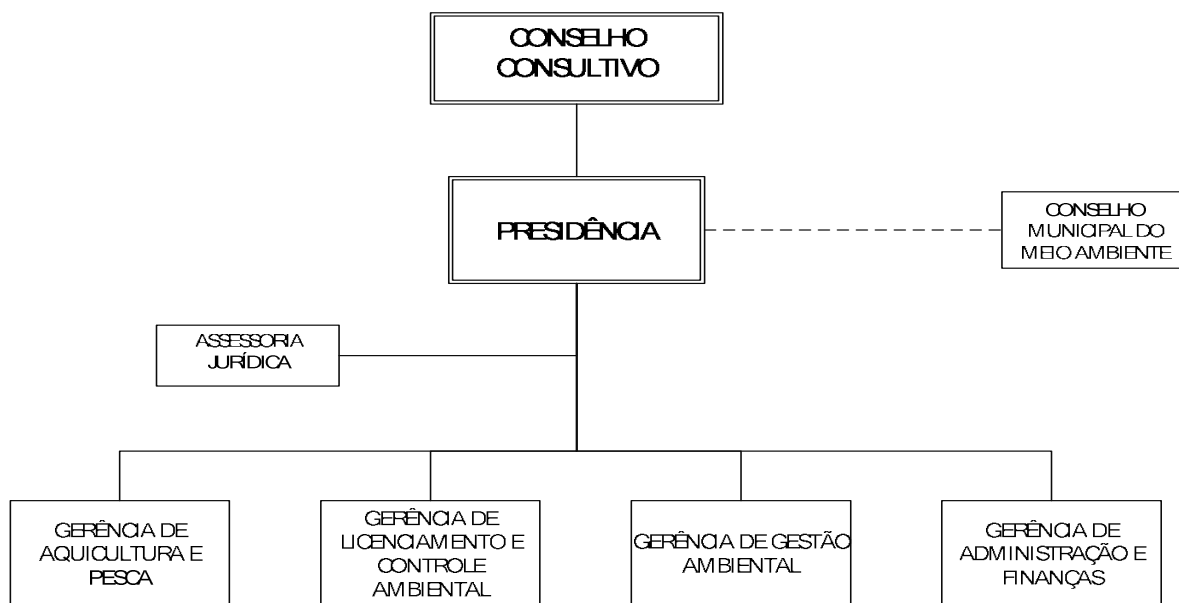 CONSELHO
CONSULTIVO
PRESIDÊNCIA
CONSELHO
MUNICIPAL DO
MEIO AMBIENTE
ASSESSORIA
JURÍDICA
GERÊNCIA DE
AQUICULTURA E
PESCA
GERÊNCIA DE
LICENCIAMENTO E
CONTROLE
AMBIENTAL
GERÊNCIA DE GESTÃO
AMBIENTAL
GERÊNCIA DE
ADMINISTRAÇÃO E
FINANÇAS